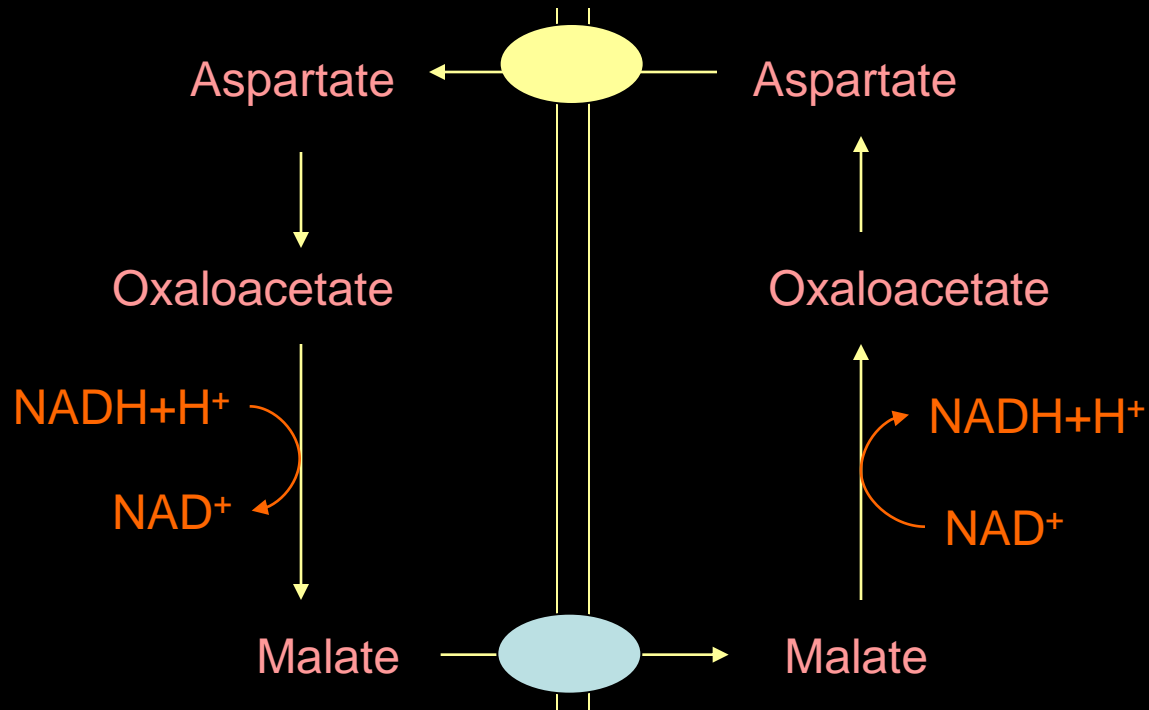 Aspartate
Aspartate
Oxaloacetate
Oxaloacetate
NADH+H⁺
NADH+H⁺
NAD⁺
NAD⁺
Malate
Malate